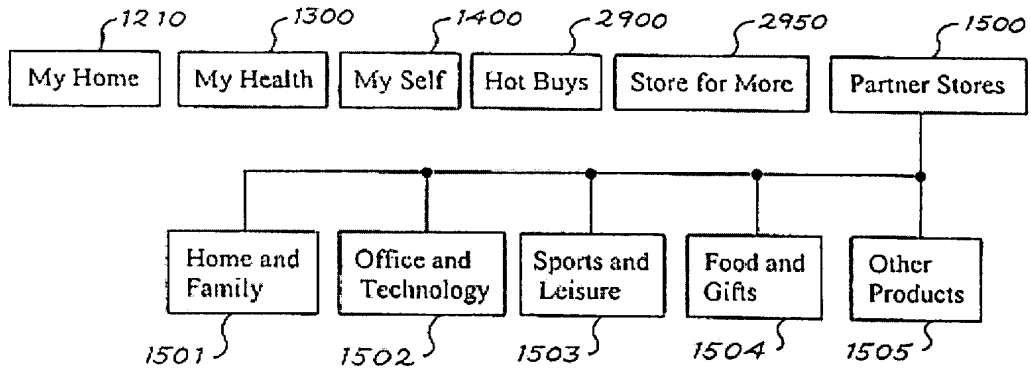 1210 1300 1400 2900 2950 1500
My Home My Health My Self Hot Buys Store for More Partner Stores
Home and Office and Sports and Food and Other
Family Technology Leisure Gifts Products
1501 1502 1503 1504 1505